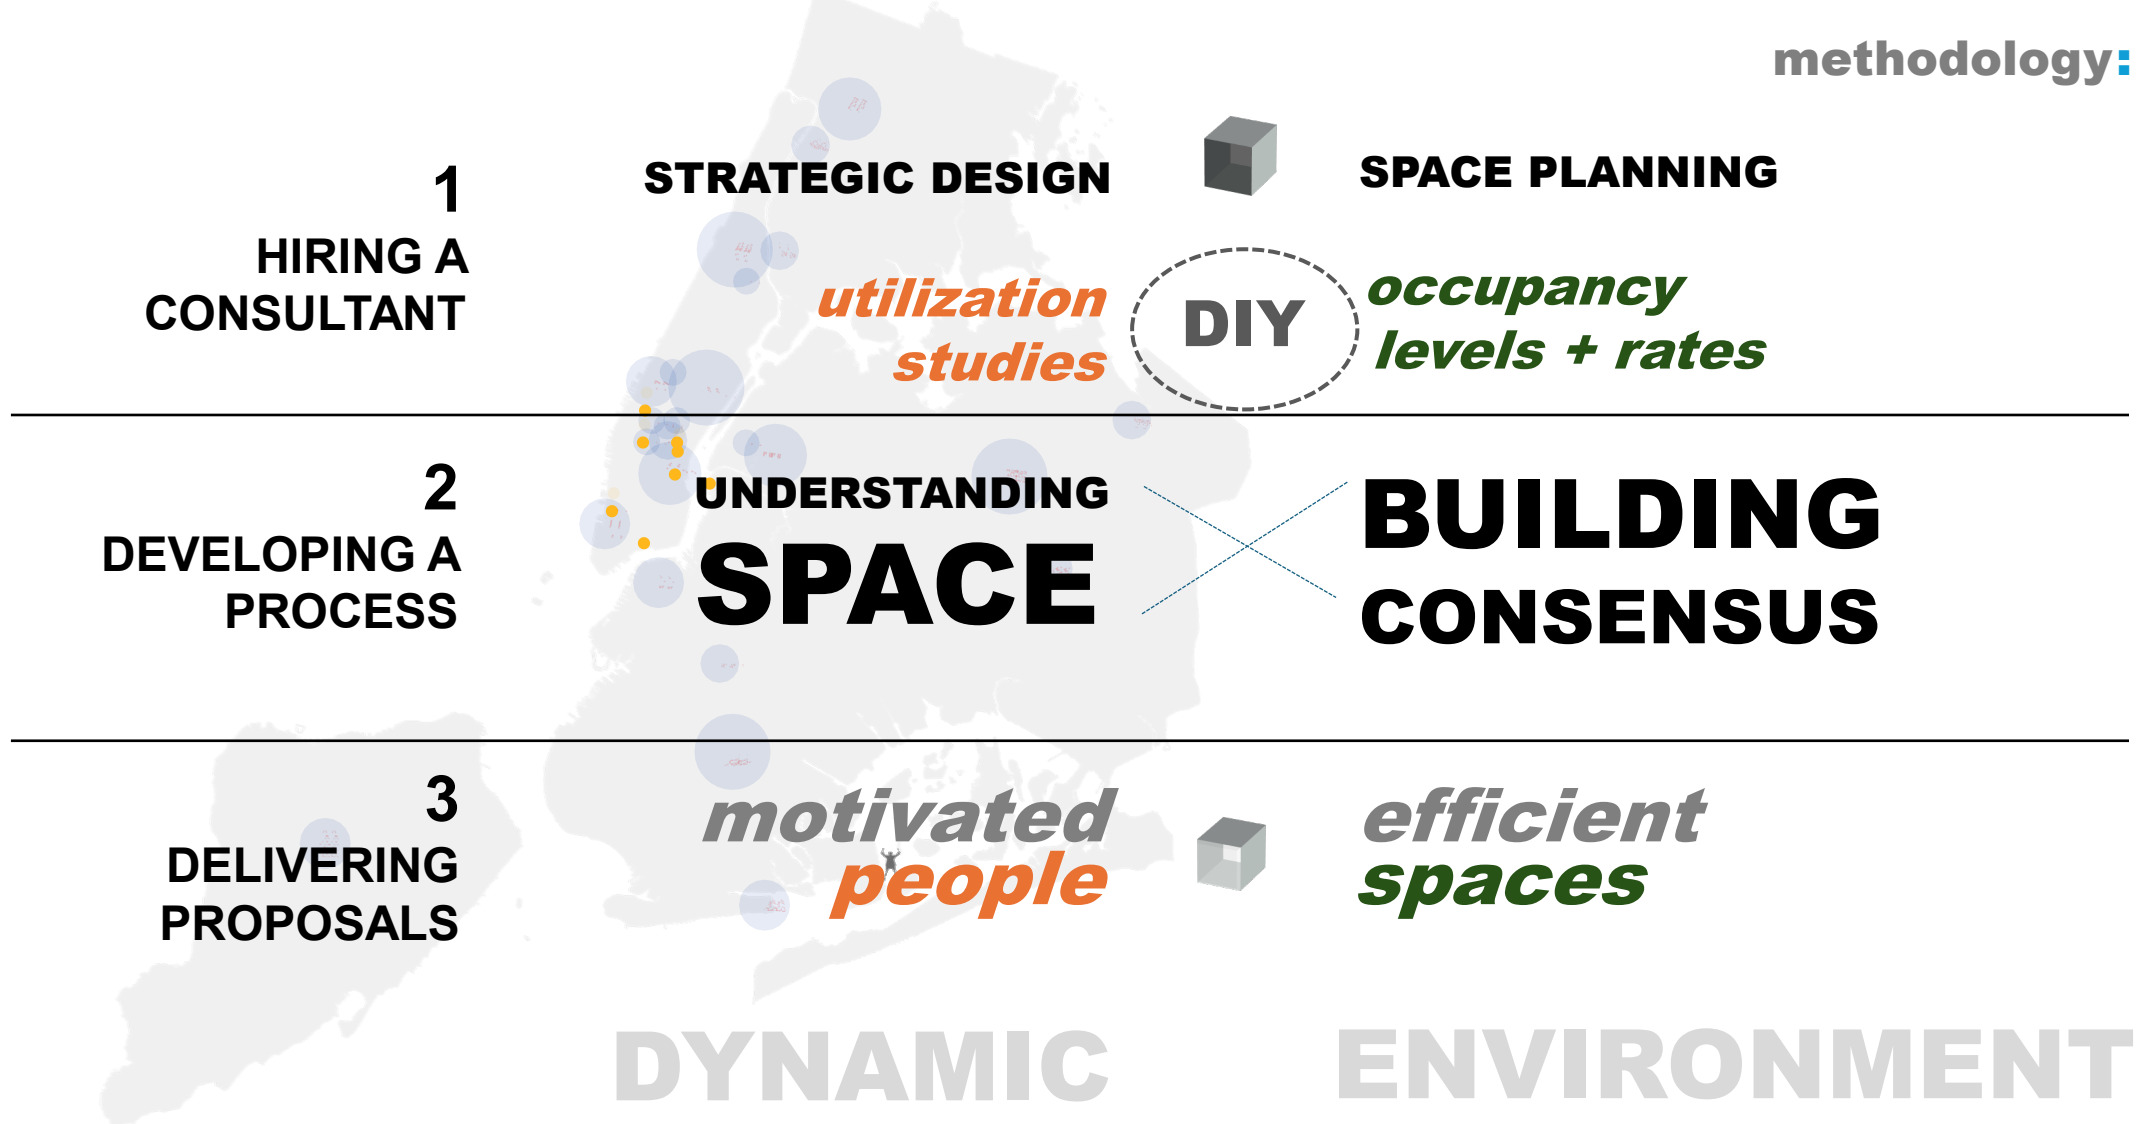 methodology:
1
HIRING A
CONSULTANT
STRATEGIC DESIGN
SPACE PLANNING
utilization
studies
DIY
occupancy
levels + rates
2
DEVELOPING A
PROCESS
UNDERSTANDING
SPACE
BUILDING
CONSENSUS
3
DELIVERING
PROPOSALS
motivated
people
efficient
spaces
DYNAMIC
ENVIRONMENT